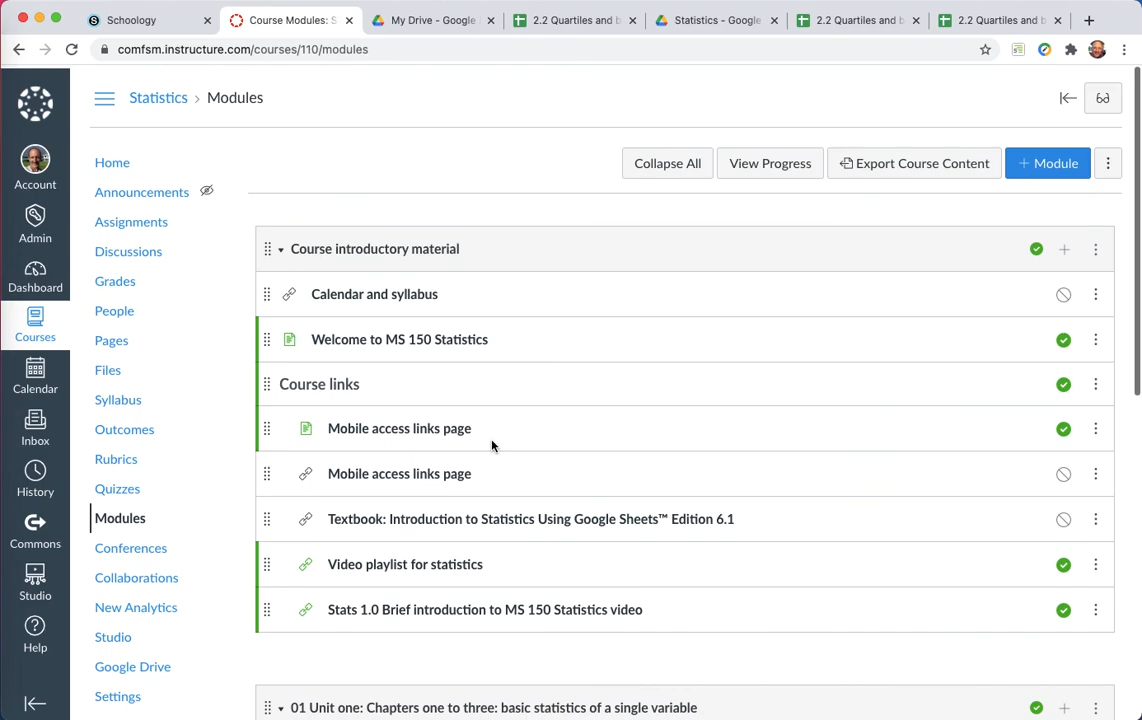 Schoology
Course Modules: S
My Drive - Google
2.2 Quartiles and b
Statistics - Google
2.2 Quartiles and b
2.2 Quartiles and b
comfsm.instructure.com/courses/110/modules
Statistics › Modules
Account
Admin
Dashboard
Courses
Calendar
Inbox
History
Commons
Studio
Help
Home
Announcements
Assignments
Discussions
Grades
People
Pages
Files
Syllabus
Outcomes
Rubrics
Quizzes
Modules
Conferences
Collaborations
New Analytics
Studio
Google Drive
Settings
Collapse All
View Progress
Export Course Content
+ Module
Course introductory material
Calendar and syllabus
Welcome to MS 150 Statistics
Course links
Mobile access links page
Mobile access links page
Textbook: Introduction to Statistics Using Google Sheets™ Edition 6.1
Video playlist for statistics
Stats 1.0 Brief introduction to MS 150 Statistics video
01 Unit one: Chapters one to three: basic statistics of a single variable